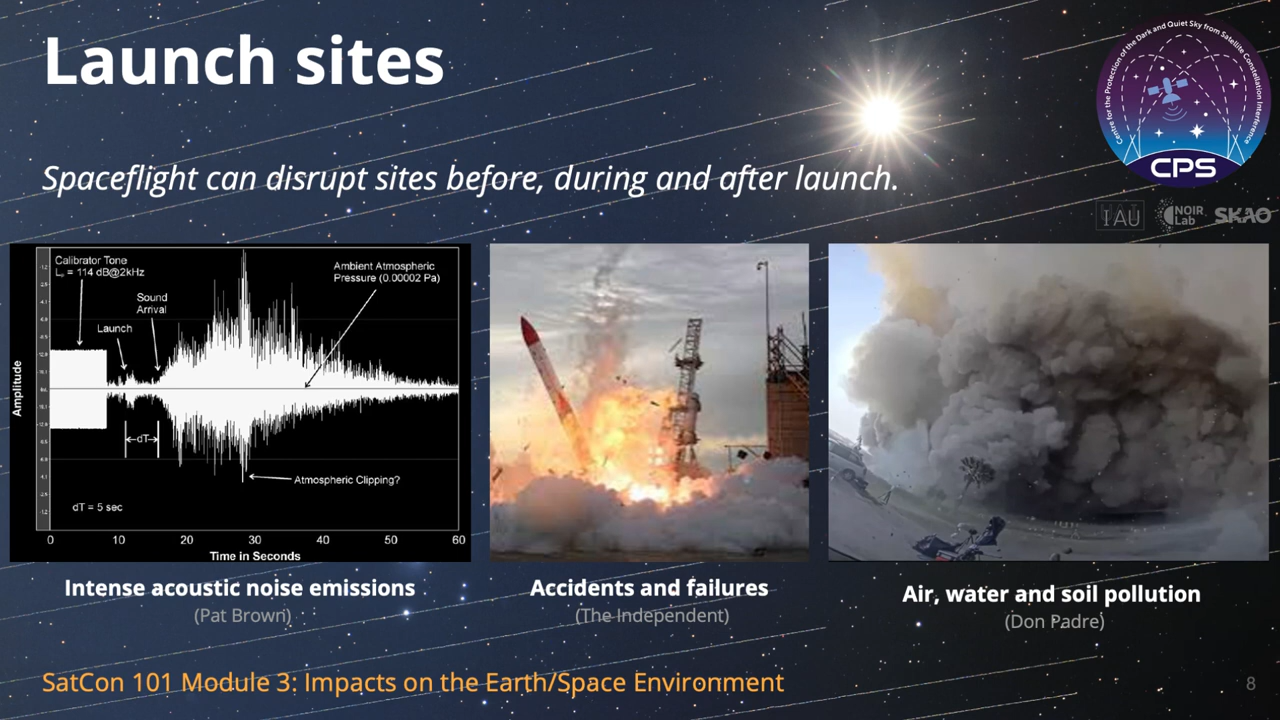 Launch sites
Centre for the Protection of the Dark and Quiet Sky from Satellite Constellation Interference
CPS
IAU
NOIR
Lab
SKAO
Spaceflight can disrupt sites before, during and after launch.
Calibrator Tone
= 114 dB@2kHz
Ambient Atmospheric
Pressure (0.00002 Pa)
Sound
Arrival
Launch
Amplitude
dT
Atmospheric Clipping?
dT = 5 sec
0 10 20 30 40 50 60
Time in Seconds
Intense acoustic noise emissions
(Pat Brown)
Accidents and failures
(The Independent)
Air, water and soil pollution
(Don Padre)
SatCon 101 Module 3: Impacts on the Earth/Space Environment
8